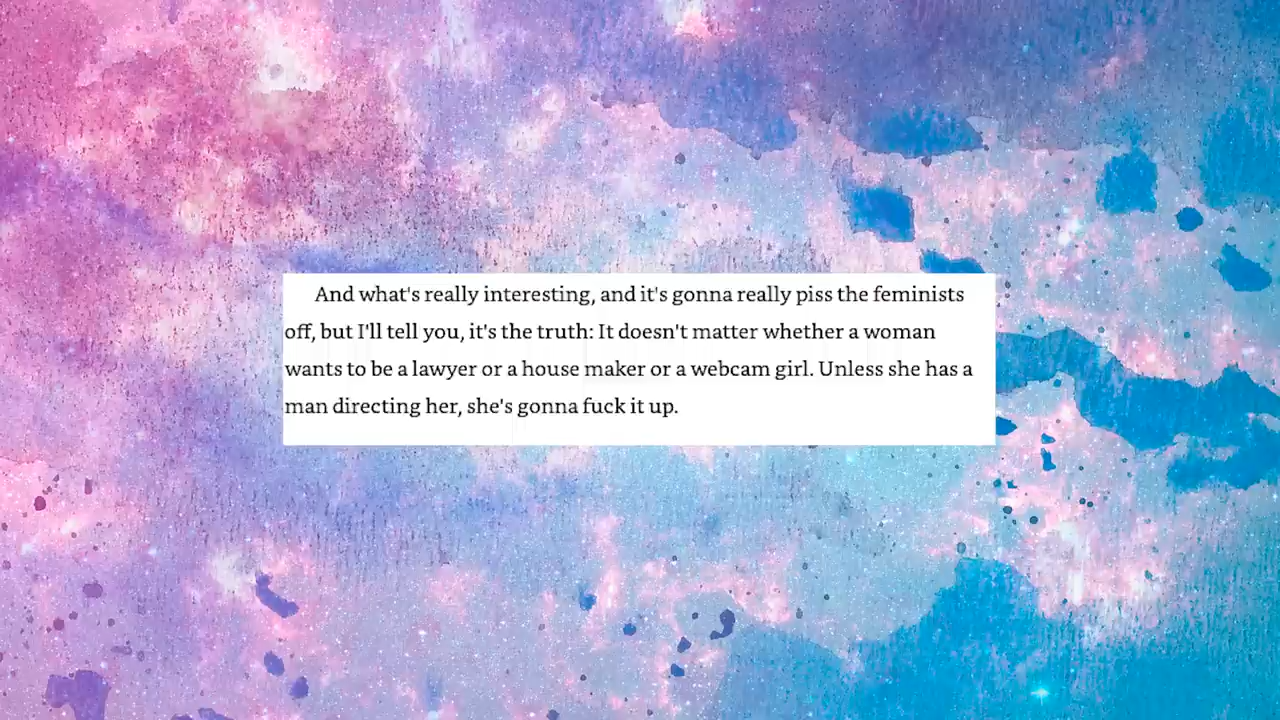 And what's really interesting, and it's gonna really piss the feminists
off, but I'll tell you, it's the truth: It doesn't matter whether a woman
wants to be a lawyer or a house maker or a webcam girl. Unless she has a
man directing her, she's gonna fuck it up.